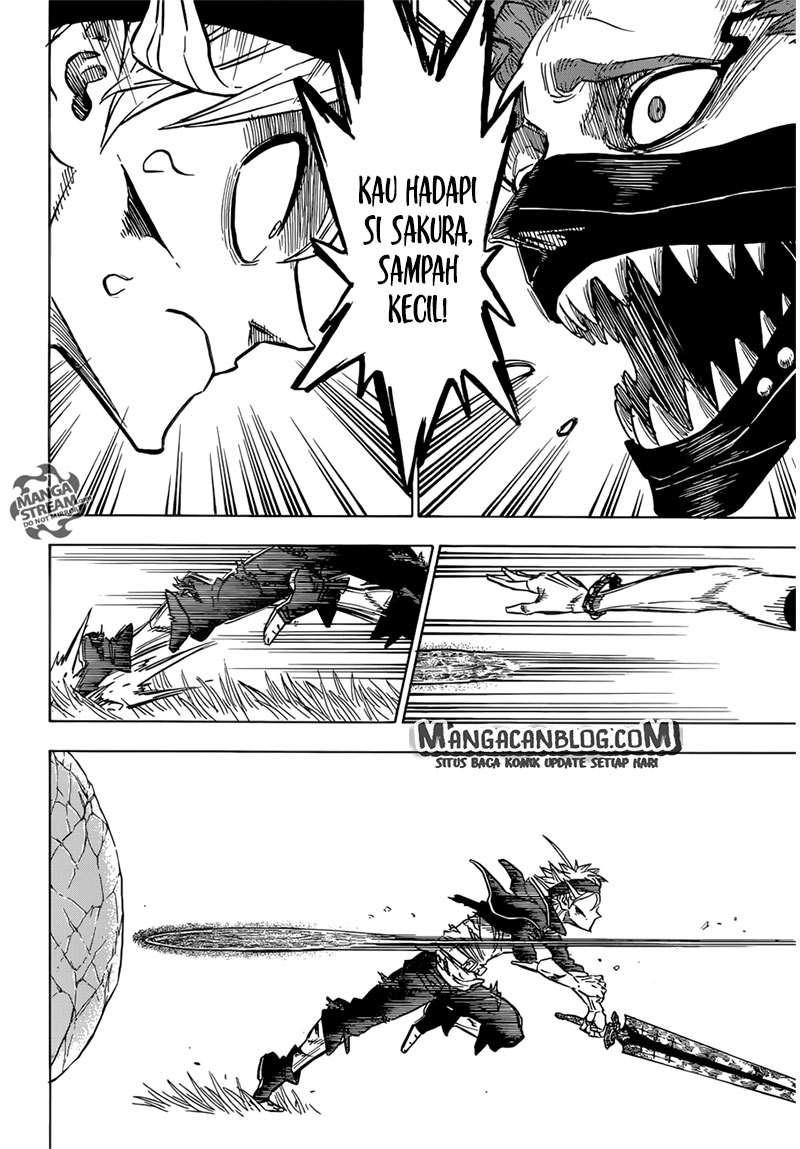 KAU HADAPI
SI SAKURA,
SAMPAH
KECIL!
MANGA
STREAM.com
DO NOT MIRROR
MANGACANBLOG.COM
SITUS BACA KOMIK UPDATE SETIAP HARI